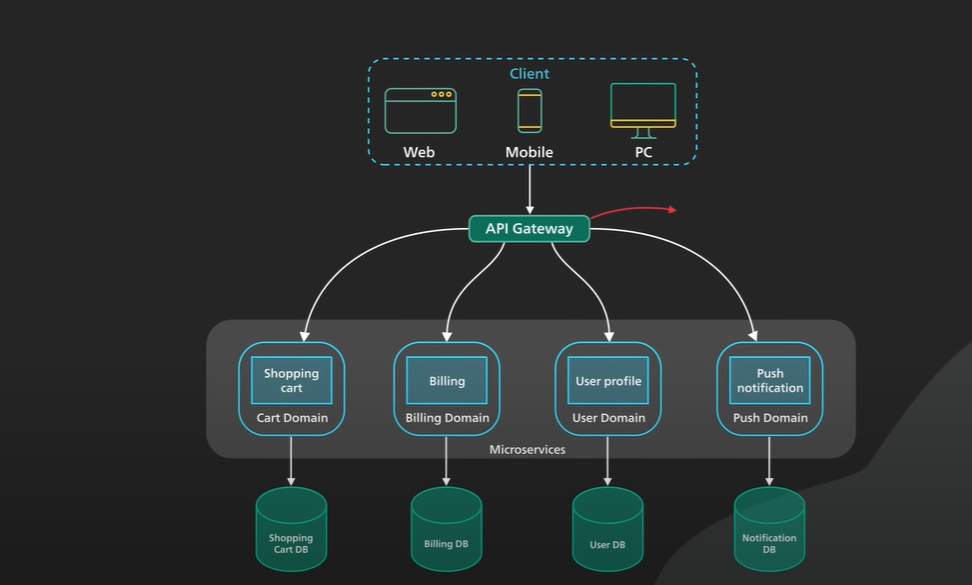 Client
Web
Mobile
PC
API Gateway
Shopping
cart
Cart Domain
Billing
Billing Domain
User profile
User Domain
Push
notification
Push Domain
Microservices
Shopping
Cart DB
Billing DB
User DB
Notification
DB